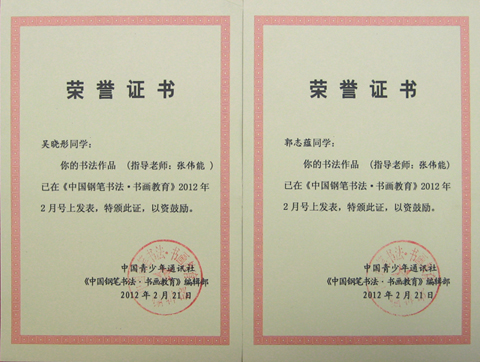 荣誉证书
吴晓彤同学：
你的书法作品（指导老师：张伟能）
已在《中国钢笔书法·书画教育》2012年
2月号上发表，特颁此证，以资鼓励。
中国青少年通讯社
《中国钢笔书法·书画教育》编辑部
2012年2月21日
荣誉证书
郭志蕴同学：
你的书法作品（指导老师：张伟能）
已在《中国钢笔书法·书画教育》2012年
2月号上发表，特颁此证，以资鼓励。
中国青少年通讯社
《中国钢笔书法·书画教育》编辑部
2012年2月21日